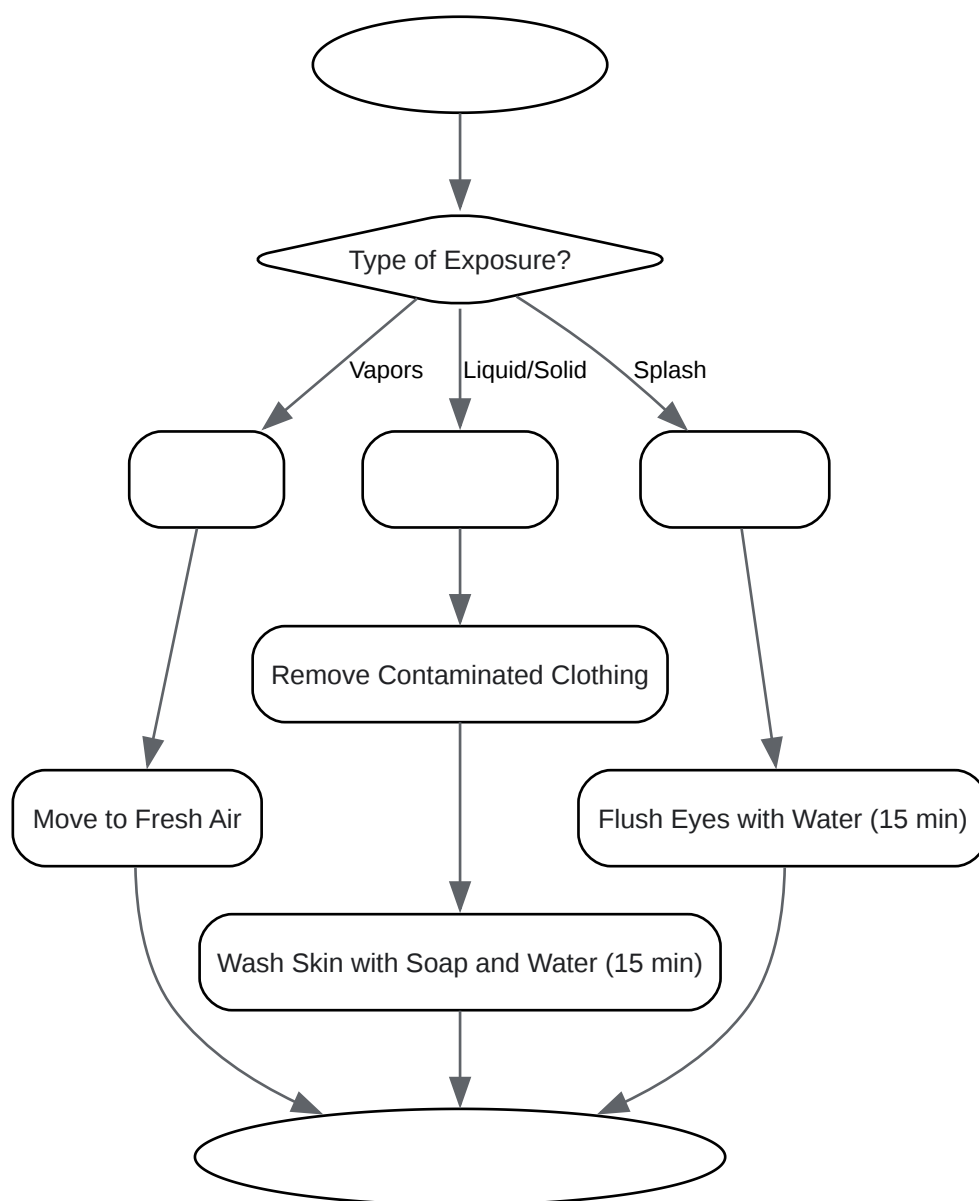 Type of Exposure?
Vapors
Liquid/Solid
Splash
Remove Contaminated Clothing
Move to Fresh Air
Flush Eyes with Water (15 min)
Wash Skin with Soap and Water (15 min)